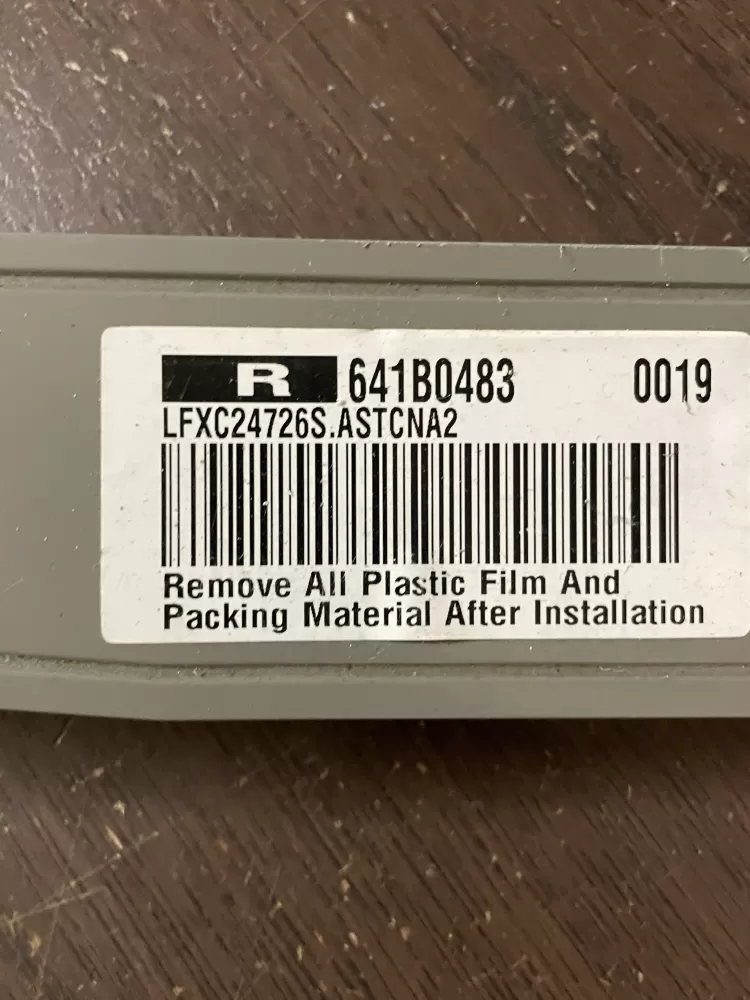 R 641B0483 0019
LFXC24726S.ASTCNA2
Remove All Plastic Film And
Packing Material After Installation